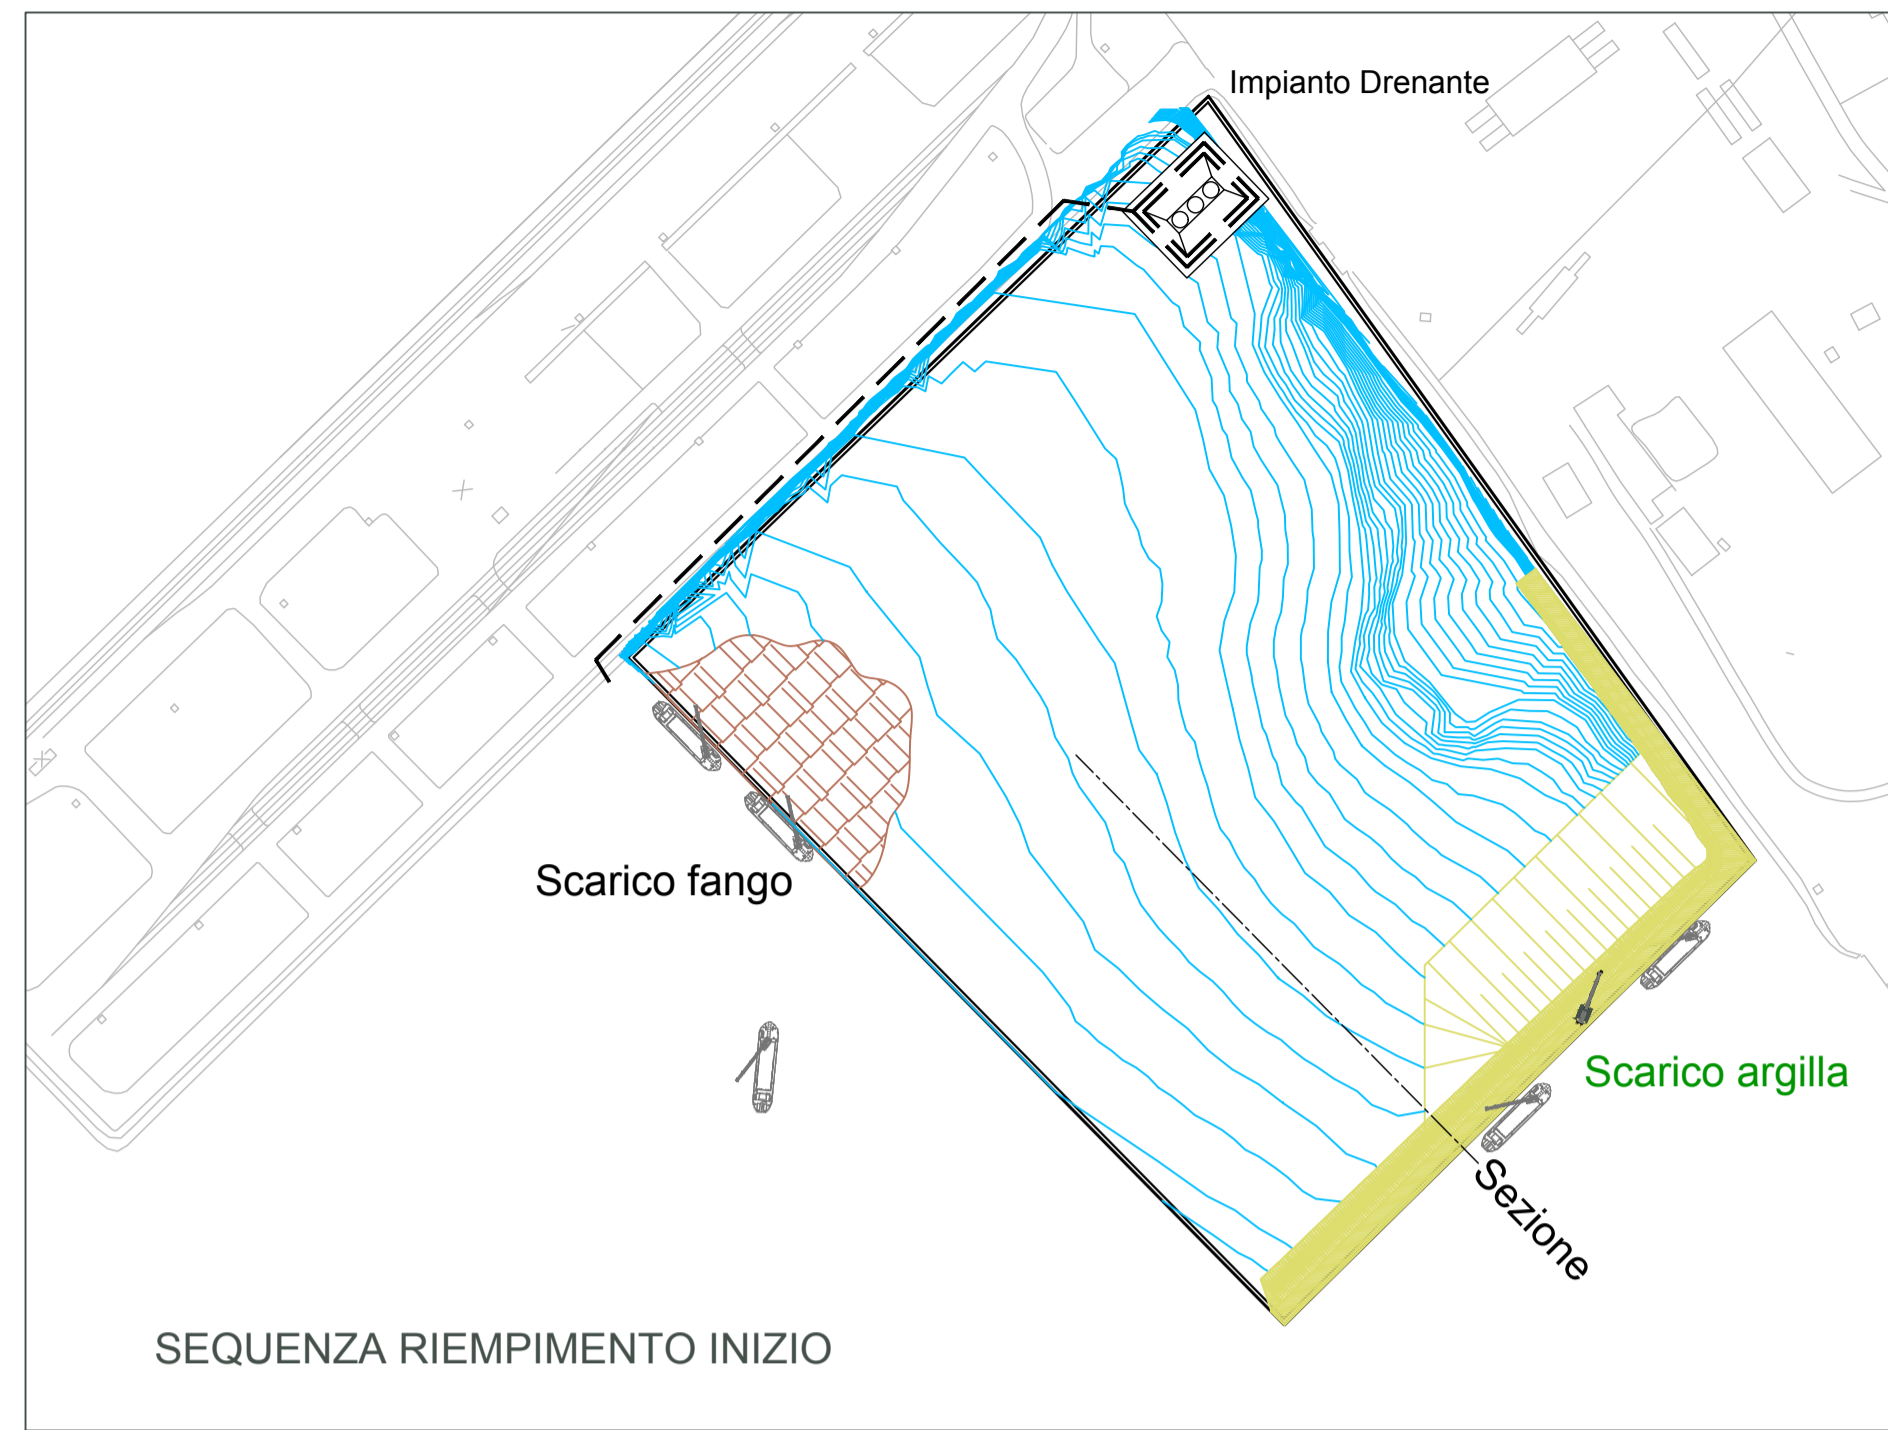 Impianto Drenante
Scarico fango
Scarico argilla
Sezione
SEQUENZA RIEMPIMENTO INIZIO